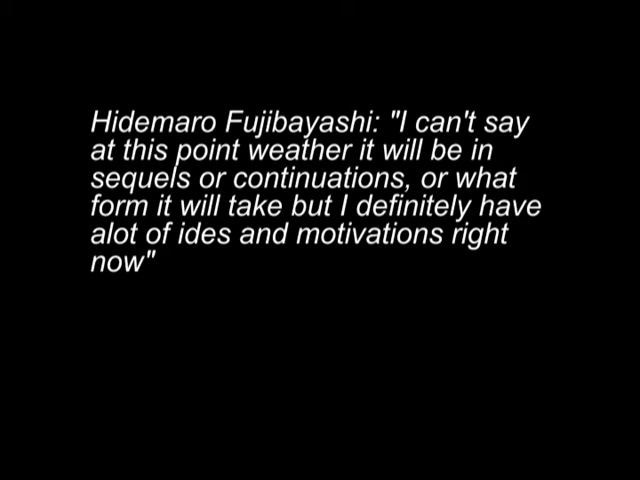 Hidemaro Fujibayashi: "I can't say
at this point weather it will be in
sequels or continuations, or what
form it will take but I definitely have
alot of ides and motivations right
now"